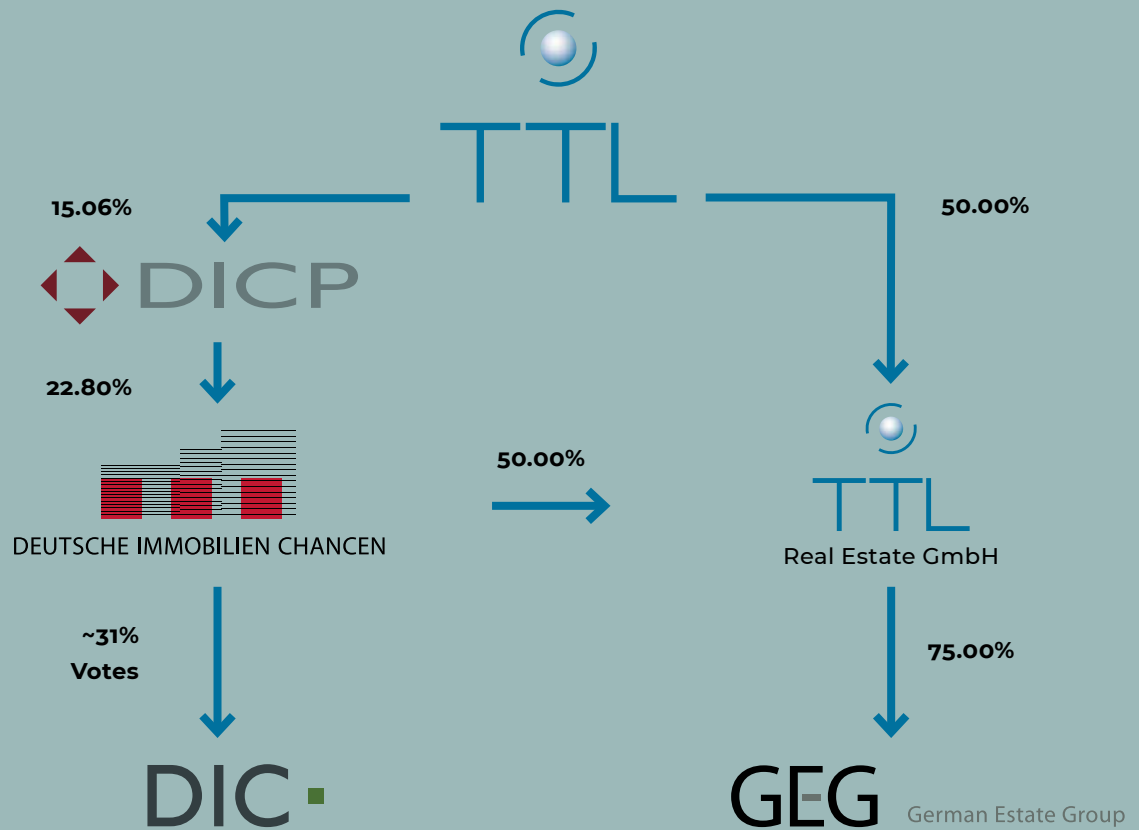 TTL
15.06%
50.00%
DICP
22.80%
50.00%
DEUTSCHE IMMOBILIEN CHANCEN
TTL
Real Estate GmbH
~31%
Votes
75.00%
DIC
GEG German Estate Group